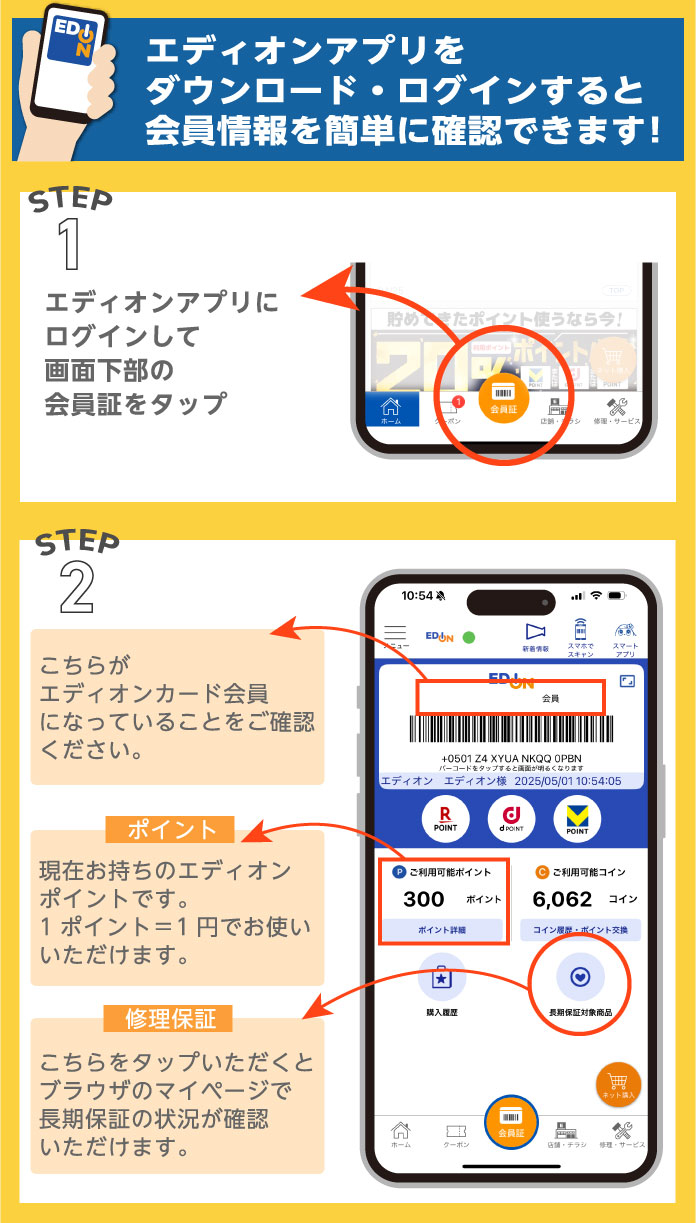 EDION
エディオンアプリを
ダウンロード・ログインすると
会員情報を簡単に確認できます!
STEP
1
エディオンアプリに
ログインして
画面下部の
会員証をタップ
TOP
貯めてきたポイント使うなら今!
20%
ポイント
POINT
POINT
ネット購入
1
ホーム
クーポン
会員証
店舗・チラシ
修理・サービス
STEP
2
こちらが
エディオンカード会員
になっていることをご確認
ください。
ポイント
現在お持ちのエディオン
ポイントです。
1ポイント=1円でお使い
いただけます。
修理保証
こちらをタップいただくと
ブラウザのマイページで
長期保証の状況が確認
いただけます。
10:54
メニュー
EDION
新着情報
スマホで
スキャン
スマート
アプリ
EDION
会員
+0501 Z4 XYUA NKQQ 0PBN
バーコードをタップすると画面が明るくなります
エディオン エディオン様 2025/05/01 10:54:05
R POINT
d POINT
V POINT
P ご利用可能ポイント
300 ポイント
ポイント詳細
C ご利用可能コイン
6,062 コイン
コイン履歴・ポイント交換
購入履歴
長期保証対象商品
ネット購入
ホーム
クーポン
会員証
店舗・チラシ
修理・サービス